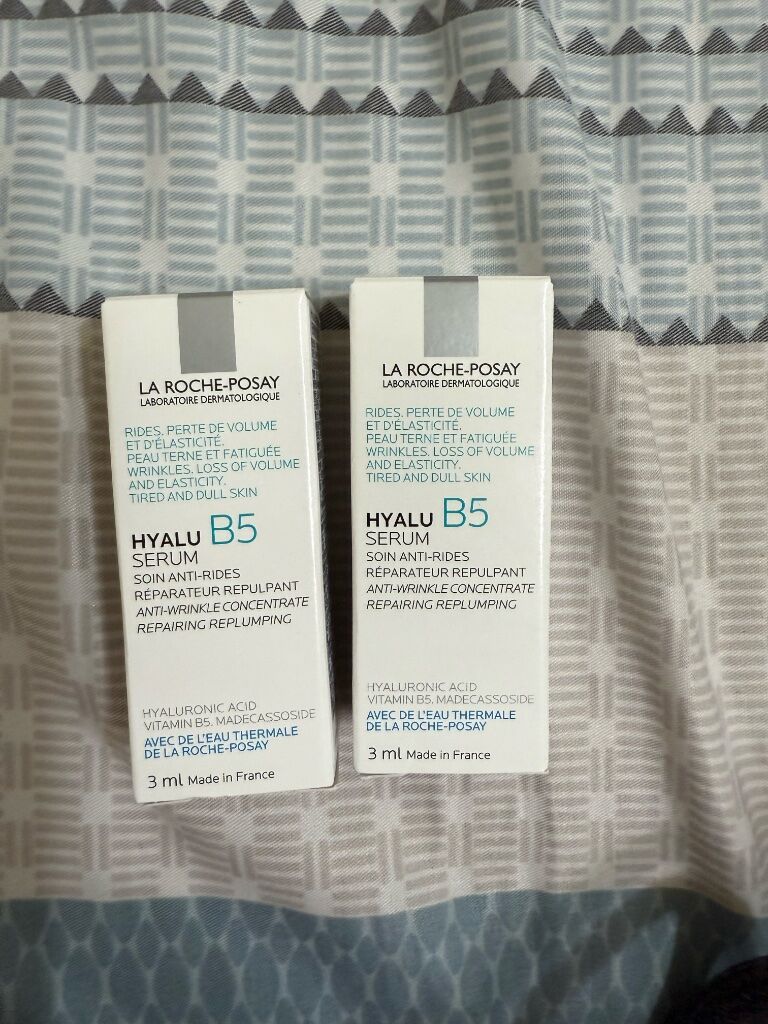 LA ROCHE-POSAY
LABORATOIRE DERMATOLOGIQUE
RIDES. PERTE DE VOLUME
ET D'ÉLASTICITÉ.
PEAU TERNE ET FATIGUÉE
WRINKLES. LOSS OF VOLUME
AND ELASTICITY.
TIRED AND DULL SKIN
HYALU B5
SERUM
SOIN ANTI-RIDES
RÉPARATEUR REPULPANT
ANTI-WRINKLE CONCENTRATE
REPAIRING REPLUMPING
HYALURONIC ACID
VITAMIN B5. MADECASSOSIDE
AVEC DE L'EAU THERMALE
DE LA ROCHE-POSAY
3 ml Made in France
LA ROCHE-POSAY
LABORATOIRE DERMATOLOGIQUE
RIDES. PERTE DE VOLUME
ET D'ÉLASTICITÉ.
PEAU TERNE ET FATIGUÉE
WRINKLES. LOSS OF VOLUME
AND ELASTICITY.
TIRED AND DULL SKIN
HYALU B5
SERUM
SOIN ANTI-RIDES
RÉPARATEUR REPULPANT
ANTI-WRINKLE CONCENTRATE
REPAIRING REPLUMPING
HYALURONIC ACID
VITAMIN B5. MADECASSOSIDE
AVEC DE L'EAU THERMALE
DE LA ROCHE-POSAY
3 ml Made in France